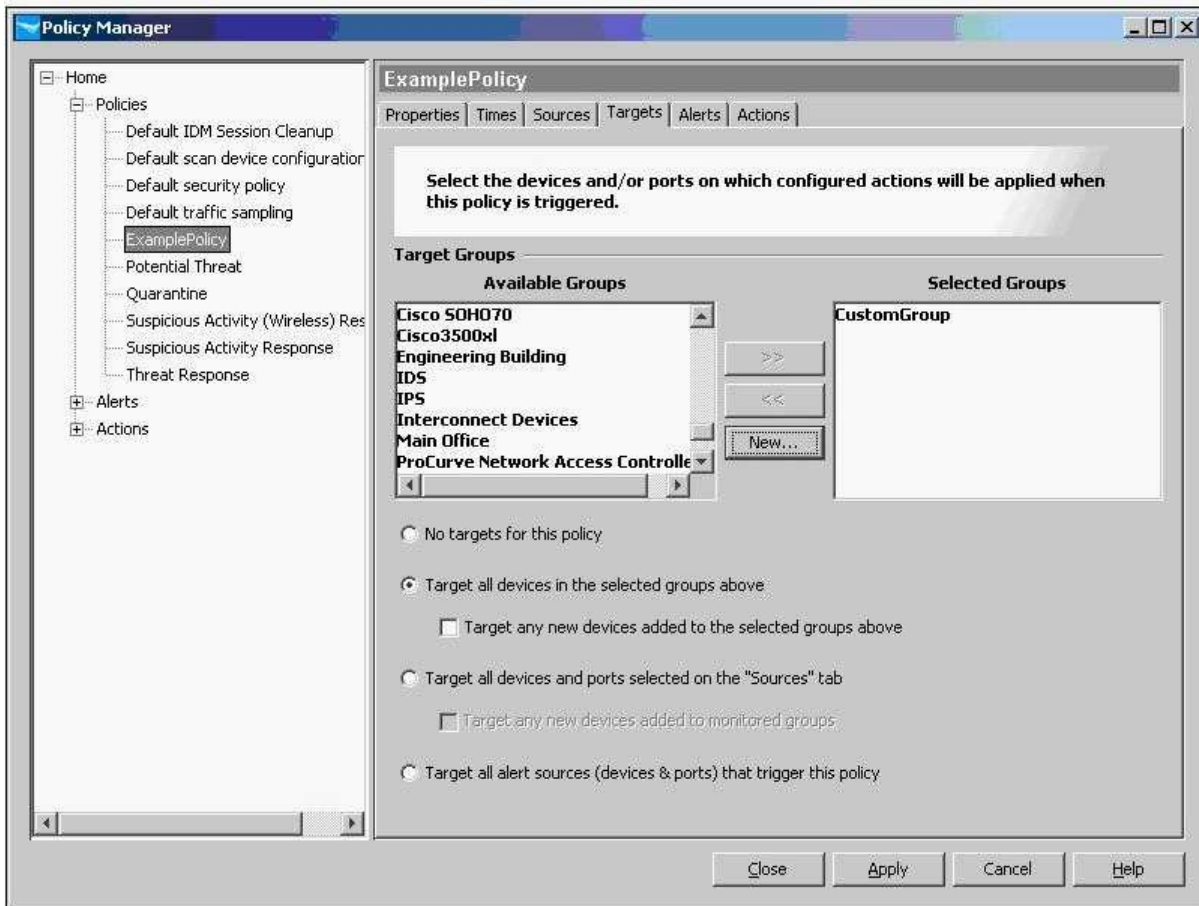 Policy Manager
Home
Policies
Default IDM Session Cleanup
Default scan device configuration
Default security policy
Default traffic sampling
ExamplePolicy
Potential Threat
Quarantine
Suspicious Activity (Wireless) Res
Suspicious Activity Response
Threat Response
Alerts
Actions
ExamplePolicy
Properties Times Sources Targets Alerts Actions
Select the devices and/or ports on which configured actions will be applied when
this policy is triggered.
Target Groups
Available Groups
Cisco SOHO70
Cisco3500xl
Engineering Building
IDS
IPS
Interconnect Devices
Main Office
ProCurve Network Access Controlle
>>
<<
New...
Selected Groups
CustomGroup
No targets for this policy
Target all devices in the selected groups above
Target any new devices added to the selected groups above
Target all devices and ports selected on the "Sources" tab
Target any new devices added to monitored groups
Target all alert sources (devices & ports) that trigger this policy
Close Apply Cancel Help